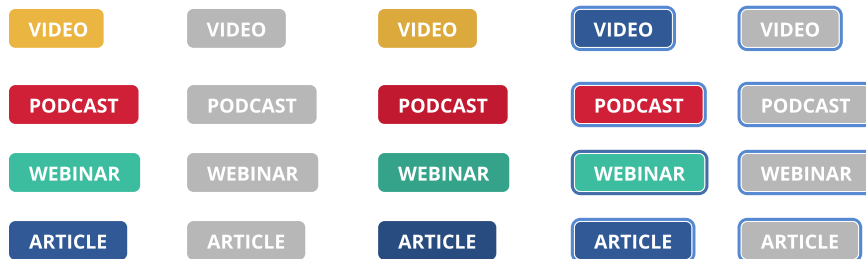 VIDEO VIDEO VIDEO VIDEO VIDEO
PODCAST PODCAST PODCAST PODCAST PODCAST
WEBINAR WEBINAR WEBINAR WEBINAR WEBINAR
ARTICLE ARTICLE ARTICLE ARTICLE ARTICLE